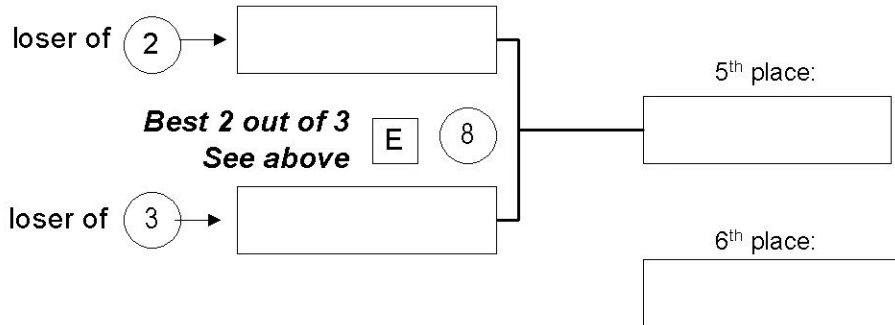 loser of 2
5th place:
Best 2 out of 3
See above
E
8
loser of 3
6th place: